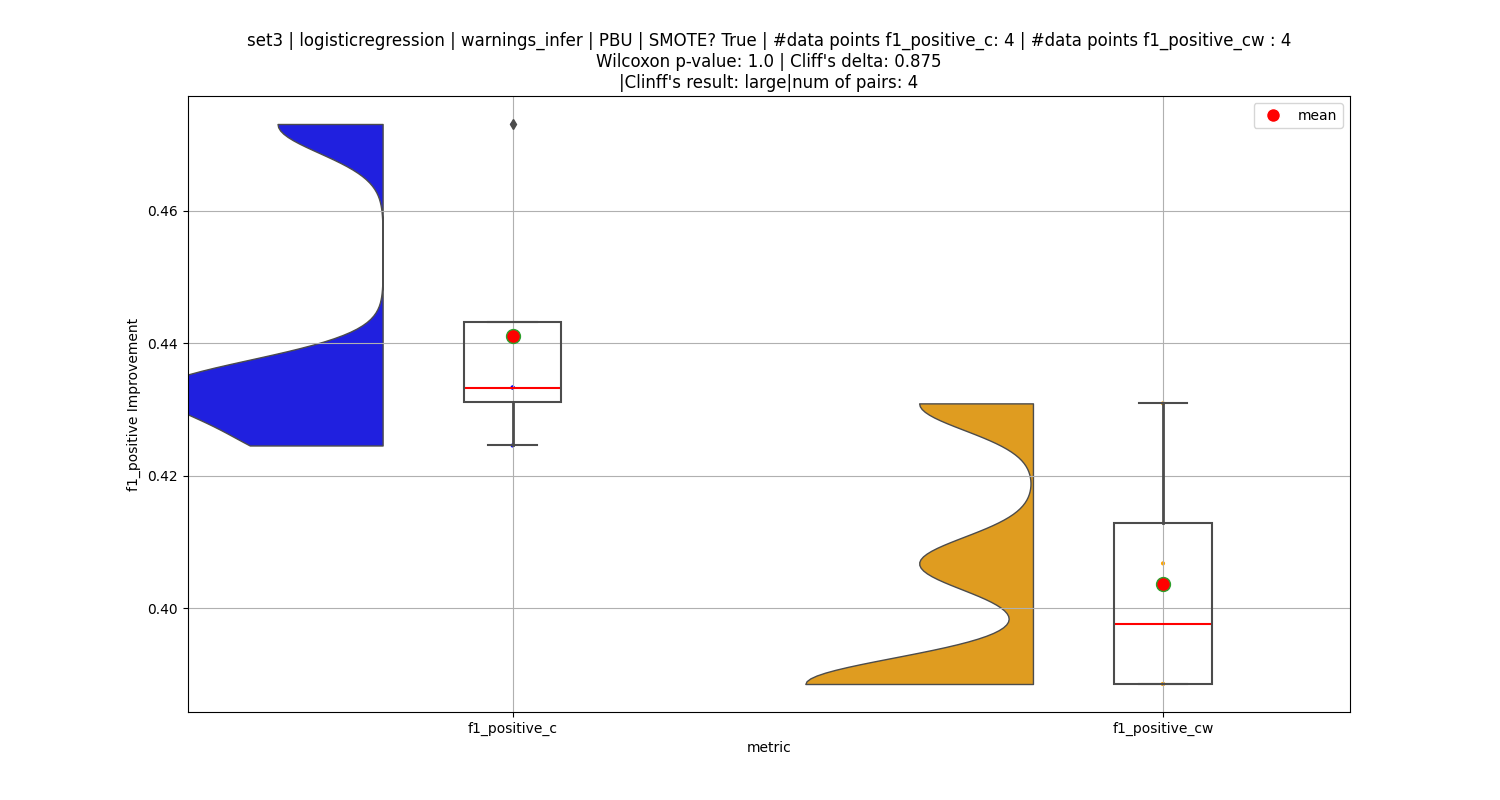 set3 | logisticregression | warnings_infer | PBU | SMOTE? True | #data points f1_positive_c: 4 | #data points f1_positive_cw : 4
Wilcoxon p-value: 1.0 | Cliff's delta: 0.875
|Clinff's result: large|num of pairs: 4
mean
0.46
0.44
0.42
0.40
f1_positive Improvement
f1_positive_c
f1_positive_cw
metric